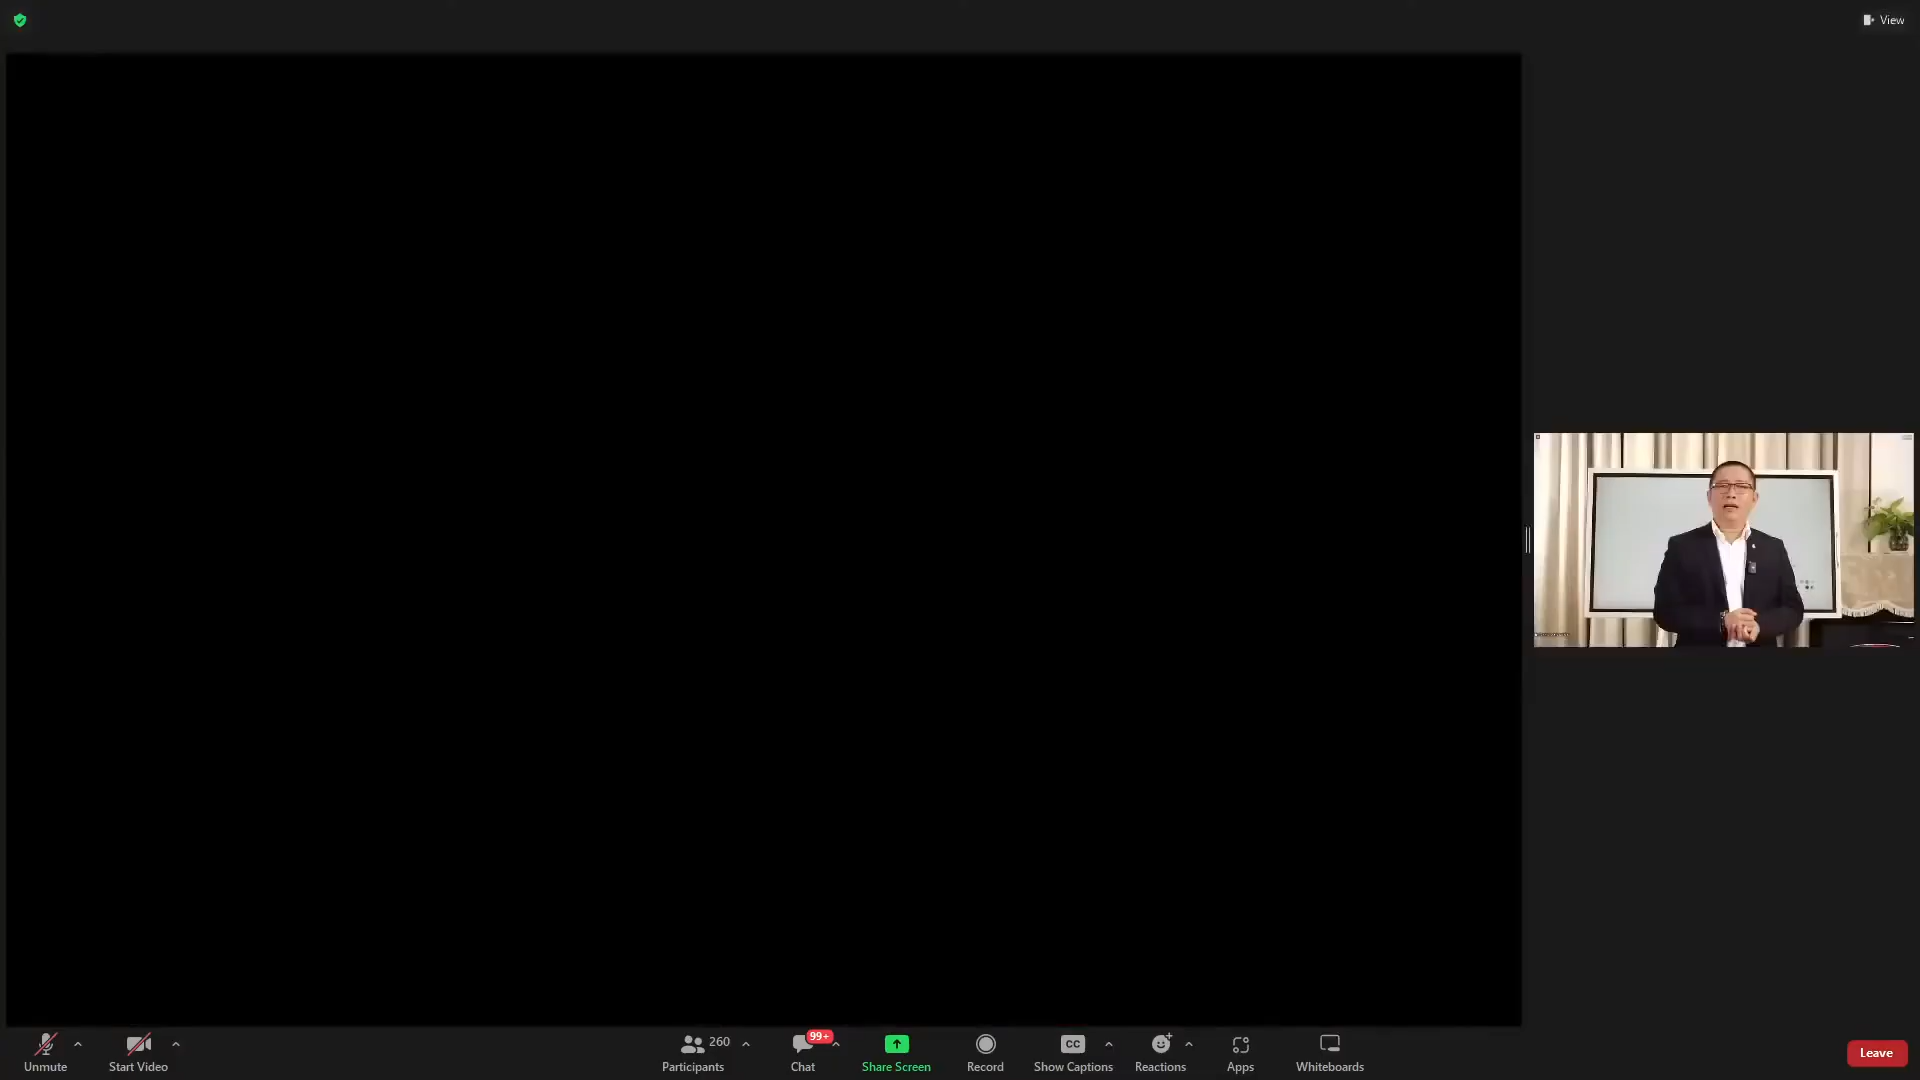 View
260
99+
CC
Unmute
Start Video
Participants
Chat
Share Screen
Record
Show Captions
Reactions
Apps
Whiteboards
Leave